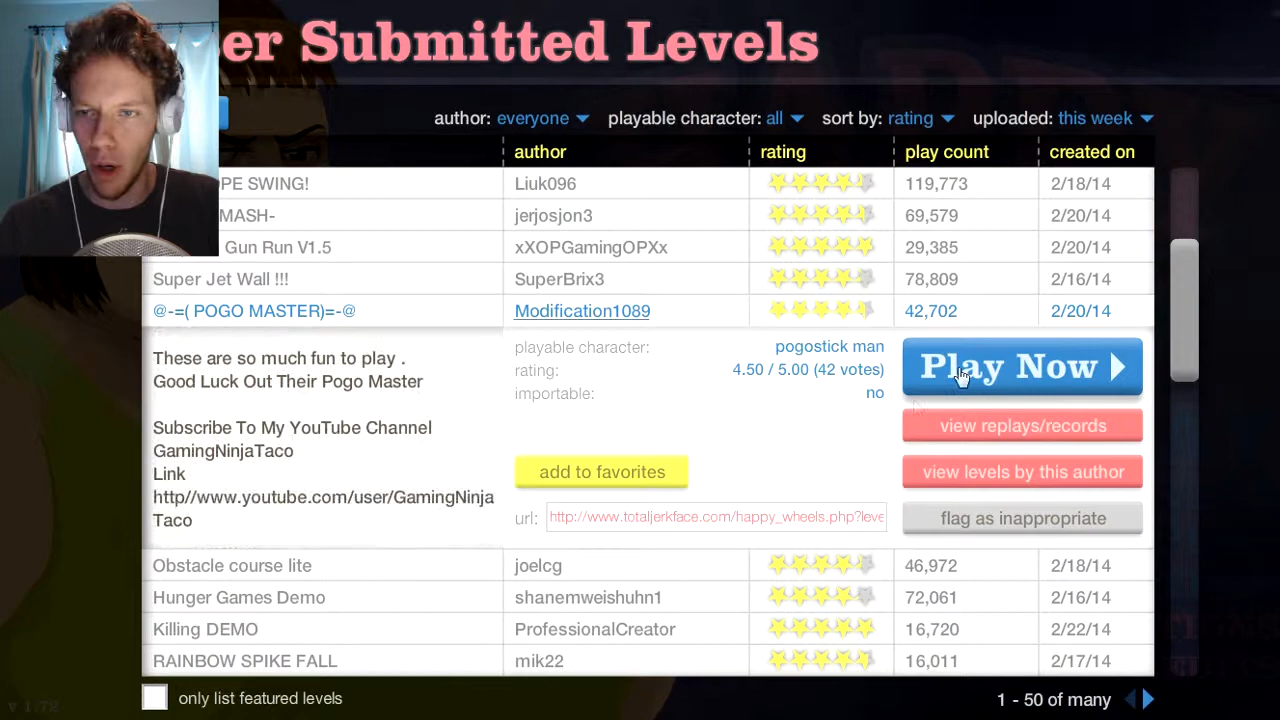 er Submitted Levels
author: everyone playable character: all sort by: rating uploaded: this week
author rating play count created on
PE SWING! Liuk096 119,773 2/18/14
MASH- jerjosjon3 69,579 2/20/14
Gun Run V1.5 xXOPGamingOPXx 29,385 2/20/14
Super Jet Wall !!! SuperBrix3 78,809 2/16/14
@-=( POGO MASTER)=-@ Modification1089 42,702 2/20/14
These are so much fun to play .
Good Luck Out Their Pogo Master
Subscribe To My YouTube Channel
GamingNinjaTaco
Link
http//www.youtube.com/user/GamingNinja
Taco
playable character: pogostick man
rating: 4.50 / 5.00 (42 votes)
importable: no
add to favorites
url: http://www.totaljerkface.com/happy_wheels.php?leve
Play Now
view replays/records
view levels by this author
flag as inappropriate
Obstacle course lite joelcg 46,972 2/18/14
Hunger Games Demo shanemweishuhn1 72,061 2/16/14
Killing DEMO ProfessionalCreator 16,720 2/22/14
RAINBOW SPIKE FALL mik22 16,011 2/17/14
only list featured levels
1 - 50 of many
v 1.72